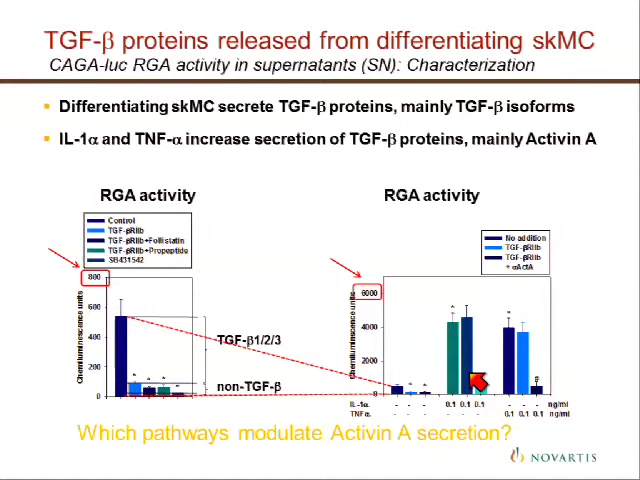 TGF-β proteins released from differentiating skMC
CAGA-luc RGA activity in supernatants (SN): Characterization
Differentiating skMC secrete TGF-β proteins, mainly TGF-β isoforms
IL-1α and TNF-α increase secretion of TGF-β proteins, mainly Activin A
RGA activity
Control
TGF-βRIIb
TGF-βRIIb+Follistatin
TGF-βRIIb+Propeptide
SB431542
Chemiluminescence units
800
600
400
200
0
* * * *
TGF-β1/2/3
non-TGF-β
RGA activity
No addition
TGF-βRIIb
TGF-βRIIb
+ αActA
Chemiluminescence units
6000
4000
2000
0
* * * *
#
IL-1α. - - - 0.1 0.1 0.1 - - - ng/ml
TNFα. - - - - - - 0.1 0.1 0.1 ng/ml
Which pathways modulate Activin A secretion?
NOVARTIS